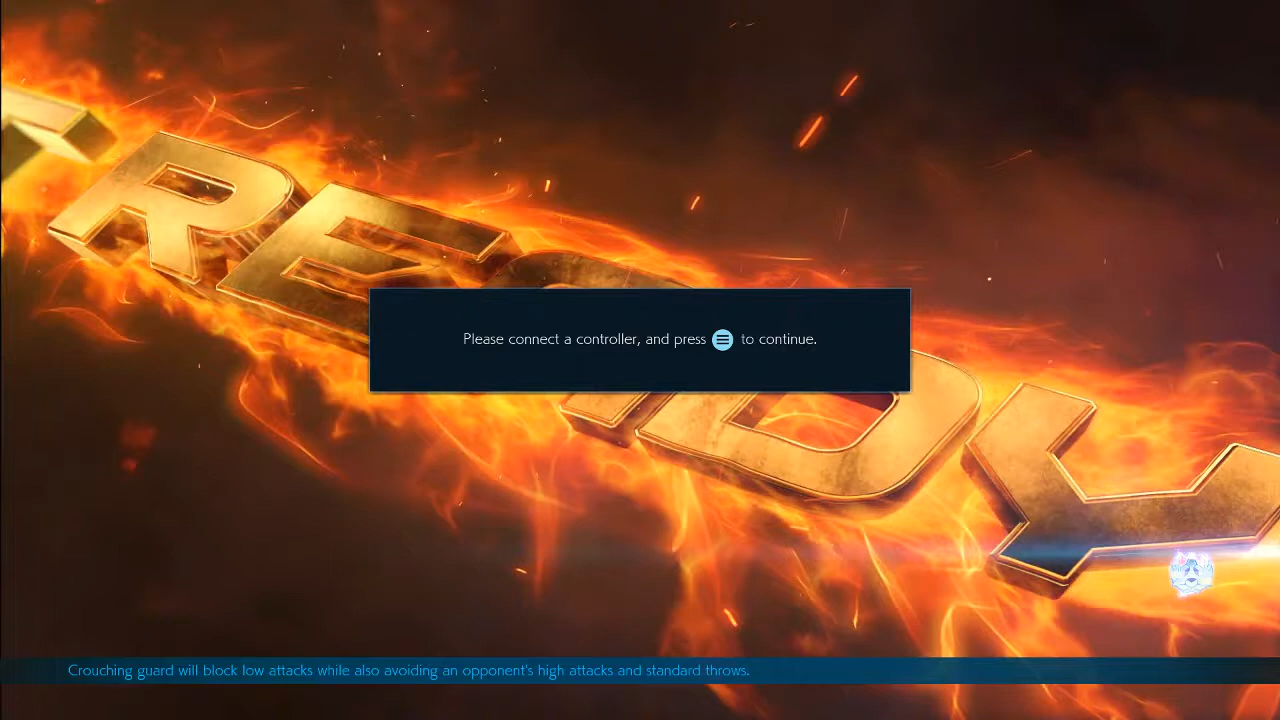 READY
Please connect a controller, and press to continue.
Crouching guard will block low attacks while also avoiding an opponent's high attacks and standard throws.